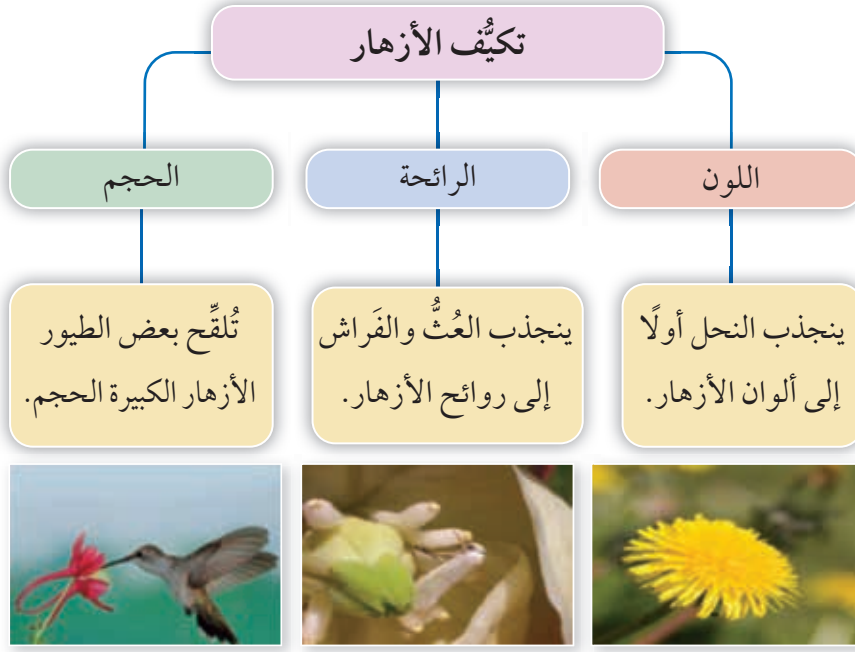 تكيُّف الأزهار
اللون
الرائحة
الحجم
ينجذب النحل أولًا
إلى ألوان الأزهار.
ينجذب العُثُّ والفَراش
إلى روائح الأزهار.
تُلقِّح بعض الطيور
الأزهار الكبيرة الحجم.